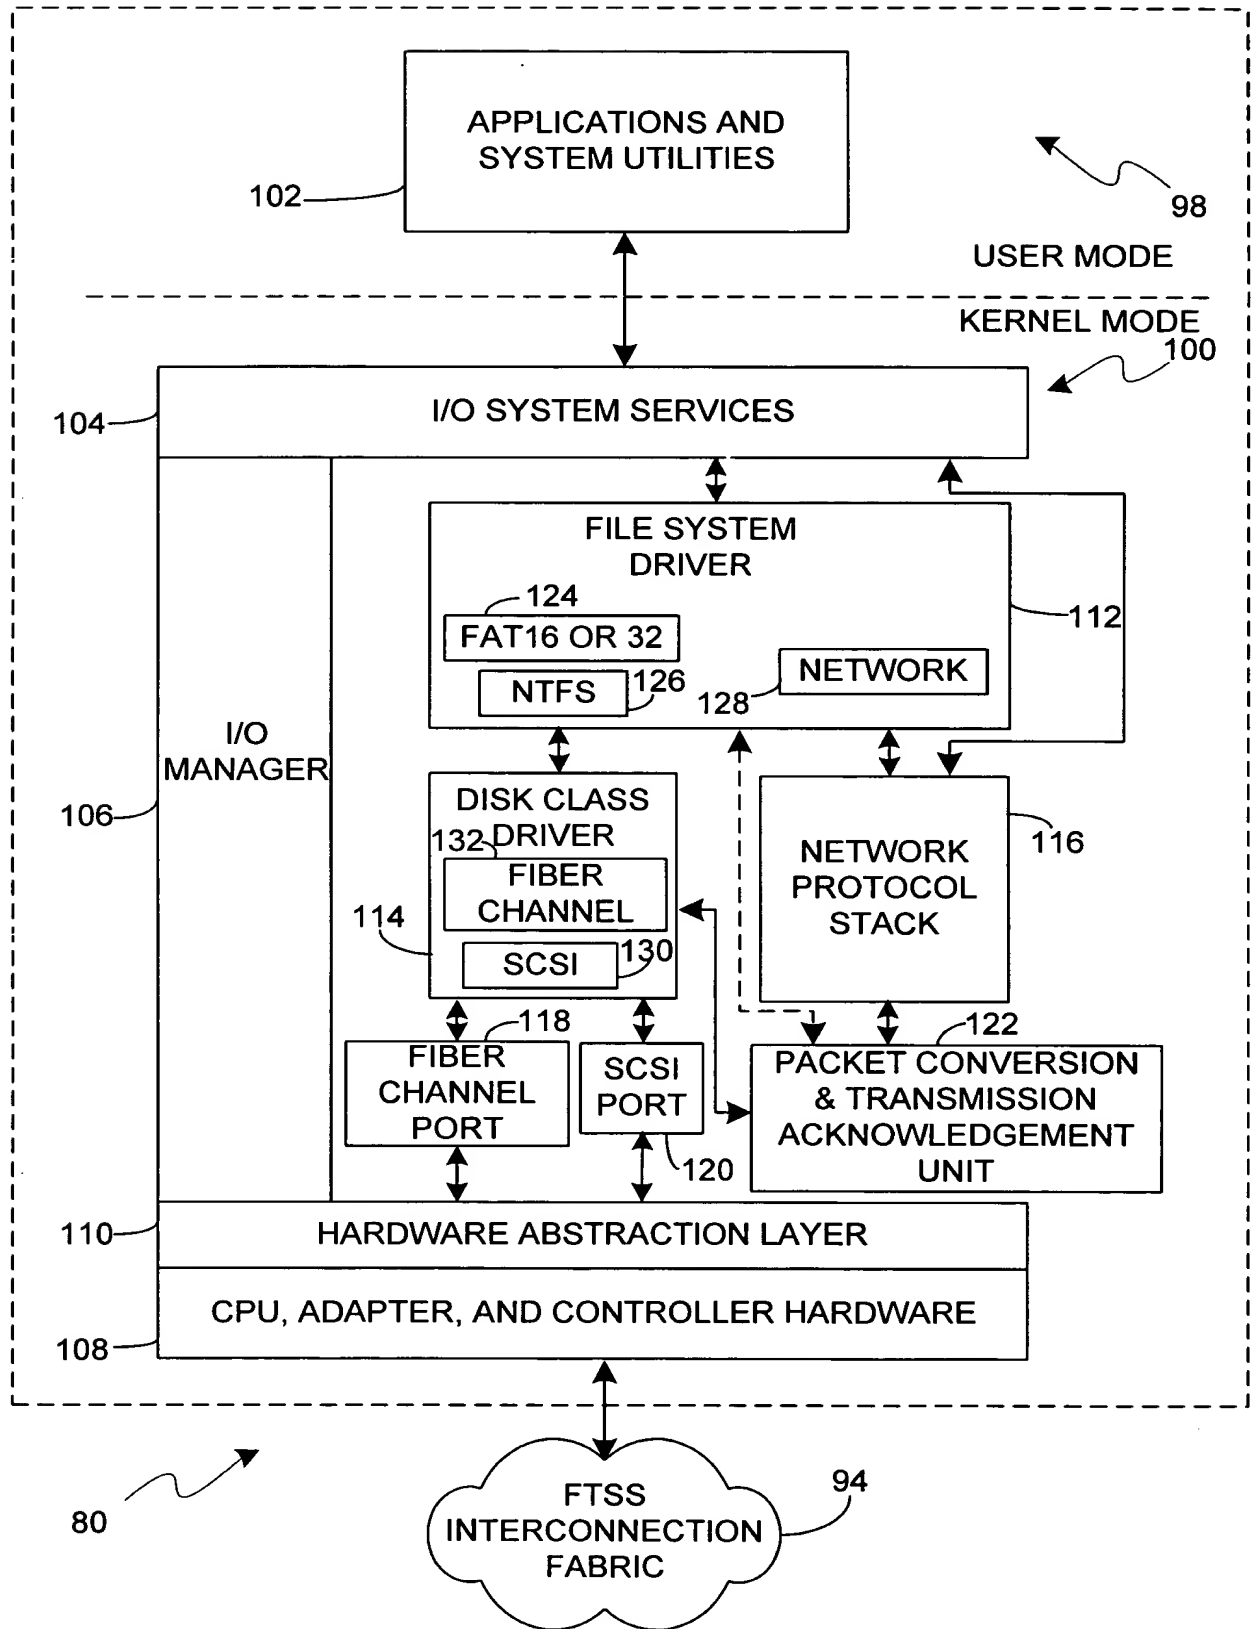 APPLICATIONS AND
SYSTEM UTILITIES
102
98
USER MODE
KERNEL MODE
100
I/O SYSTEM SERVICES
104
FILE SYSTEM
DRIVER
124
FAT16 OR 32
112
NTFS
126
128
NETWORK
I/O
MANAGER
106
DISK CLASS
DRIVER
132
FIBER
CHANNEL
114
SCSI
130
NETWORK
PROTOCOL
STACK
116
118
FIBER
CHANNEL
PORT
SCSI
PORT
120
122
PACKET CONVERSION
& TRANSMISSION
ACKNOWLEDGEMENT
UNIT
110
HARDWARE ABSTRACTION LAYER
CPU, ADAPTER, AND CONTROLLER HARDWARE
108
80
FTSS
INTERCONNECTION
FABRIC
94